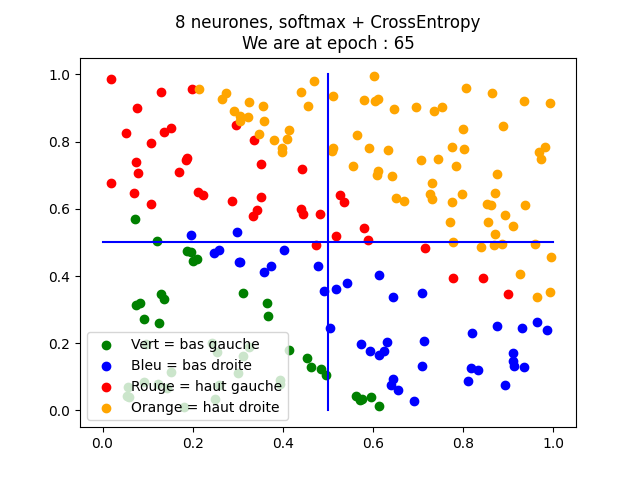 8 neurones, softmax + CrossEntropy
We are at epoch : 65
1.0
0.8
0.6
0.4
0.2
0.0
Vert = bas gauche
Bleu = bas droite
Rouge = haut gauche
Orange = haut droite
0.0 0.2 0.4 0.6 0.8 1.0